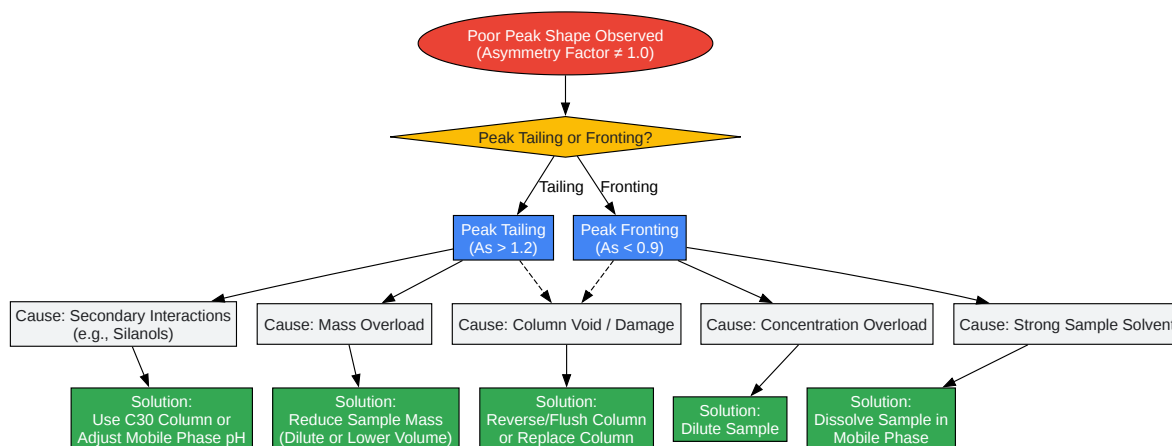 Poor Peak Shape Observed
(Asymmetry Factor ≠ 1.0)
Peak Tailing or Fronting?
Tailing
Fronting
Peak Tailing
(As > 1.2)
Peak Fronting
(As < 0.9)
Cause: Secondary Interactions
(e.g., Silanols)
Cause: Mass Overload
Cause: Column Void / Damage
Cause: Concentration Overload
Cause: Strong Sample Solvent
Solution:
Use C30 Column or
Adjust Mobile Phase pH
Solution:
Reduce Sample Mass
(Dilute or Lower Volume)
Solution:
Reverse/Flush Column
or Replace Column
Solution:
Dilute Sample
Solution:
Dissolve Sample in
Mobile Phase